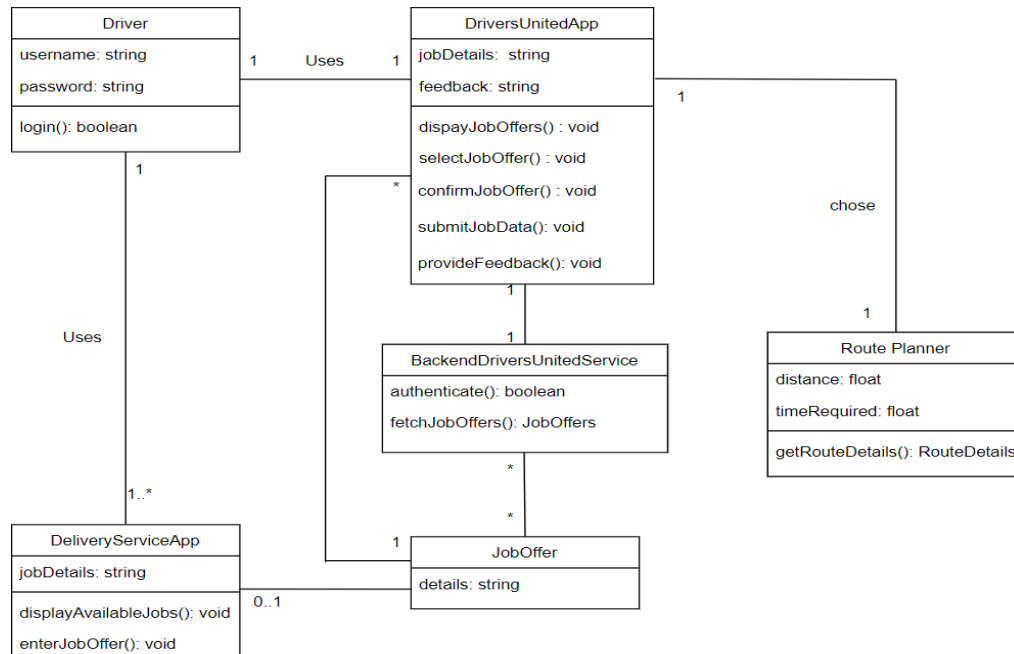 Driver
username: string
password: string
login(): boolean
1
Uses
1
DriversUnitedApp
jobDetails:  string
feedback: string
dispayJobOffers() : void
selectJobOffer() : void
confirmJobOffer() : void
submitJobData(): void
provideFeedback(): void
1
chose
1
Route Planner
distance: float
timeRequired: float
getRouteDetails(): RouteDetails
1
Uses
1..*
*
1
1
1
BackendDriversUnitedService
authenticate(): boolean
fetchJobOffers(): JobOffers
*
*
JobOffer
details: string
DeliveryServiceApp
jobDetails: string
displayAvailableJobs(): void
enterJobOffer(): void
0..1